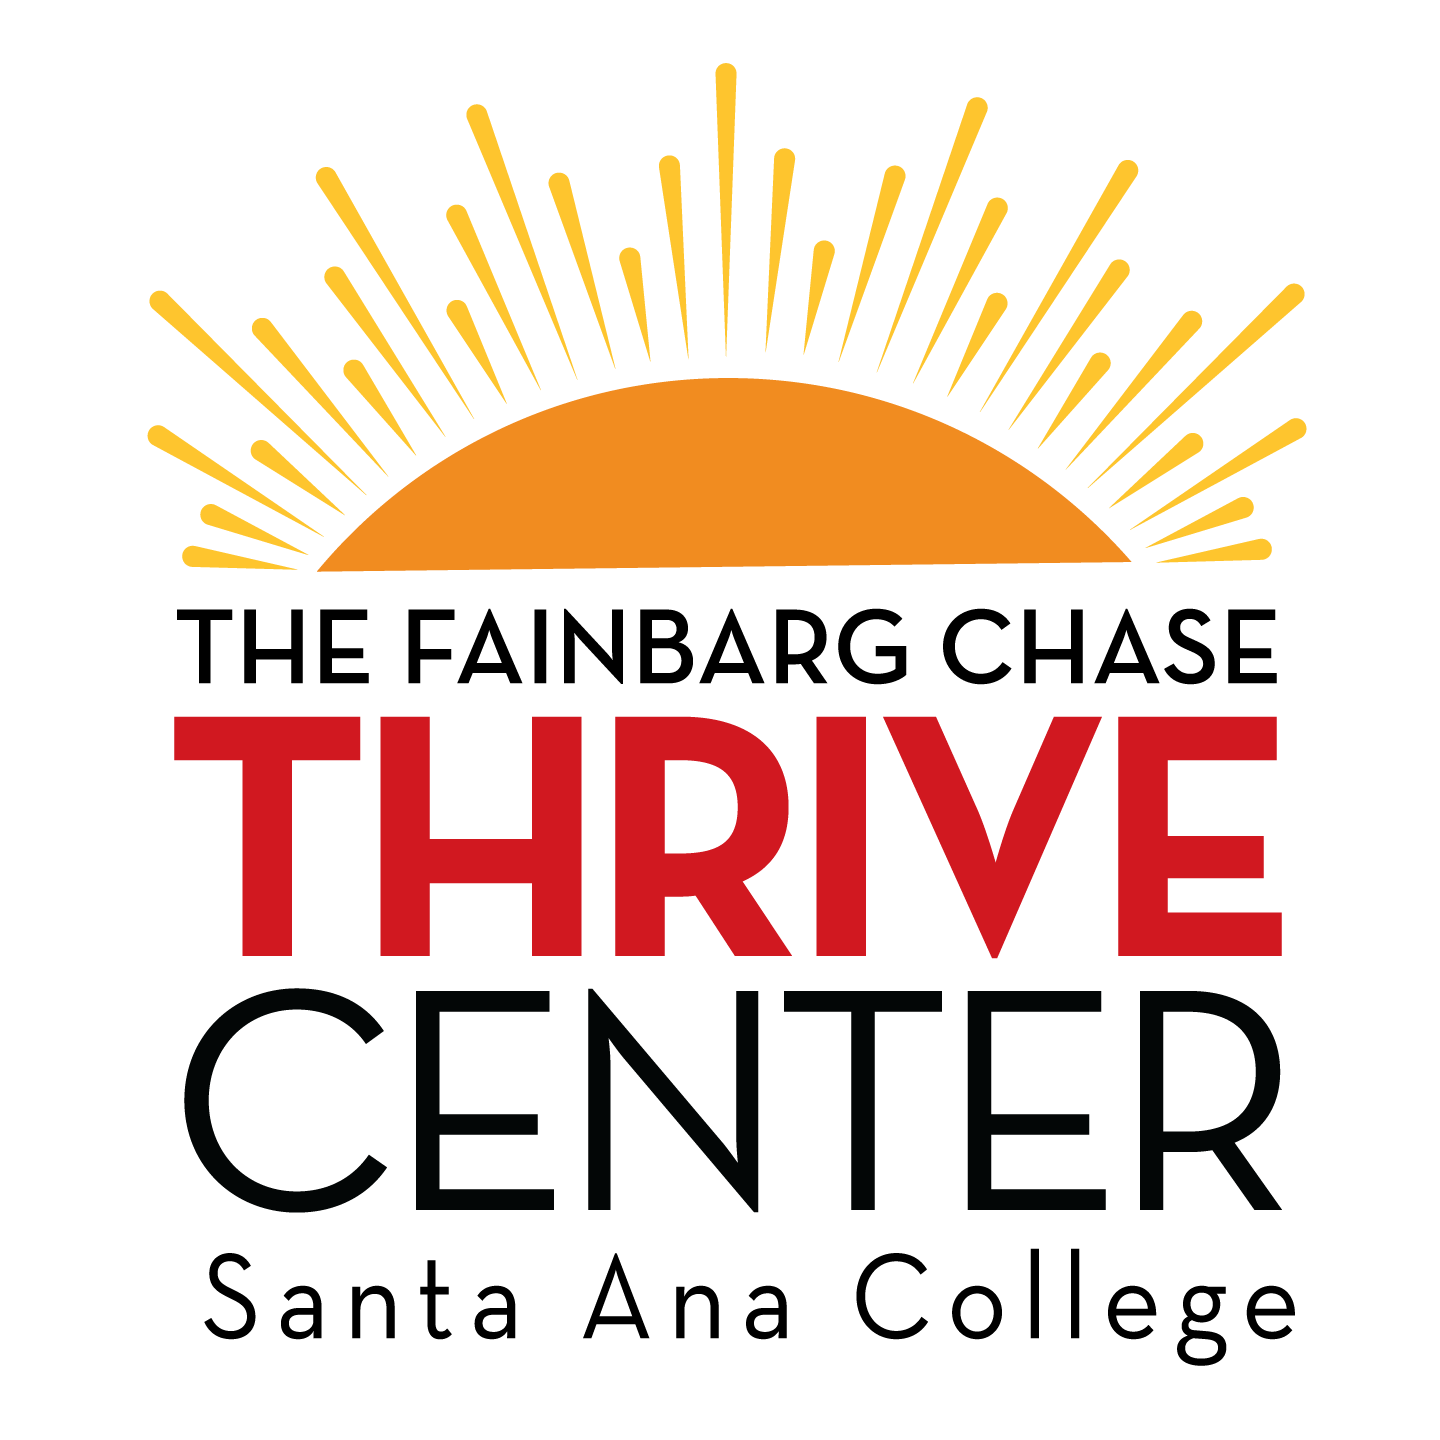 THE FAINBARG CHASE
THRIVE
CENTER
Santa Ana College